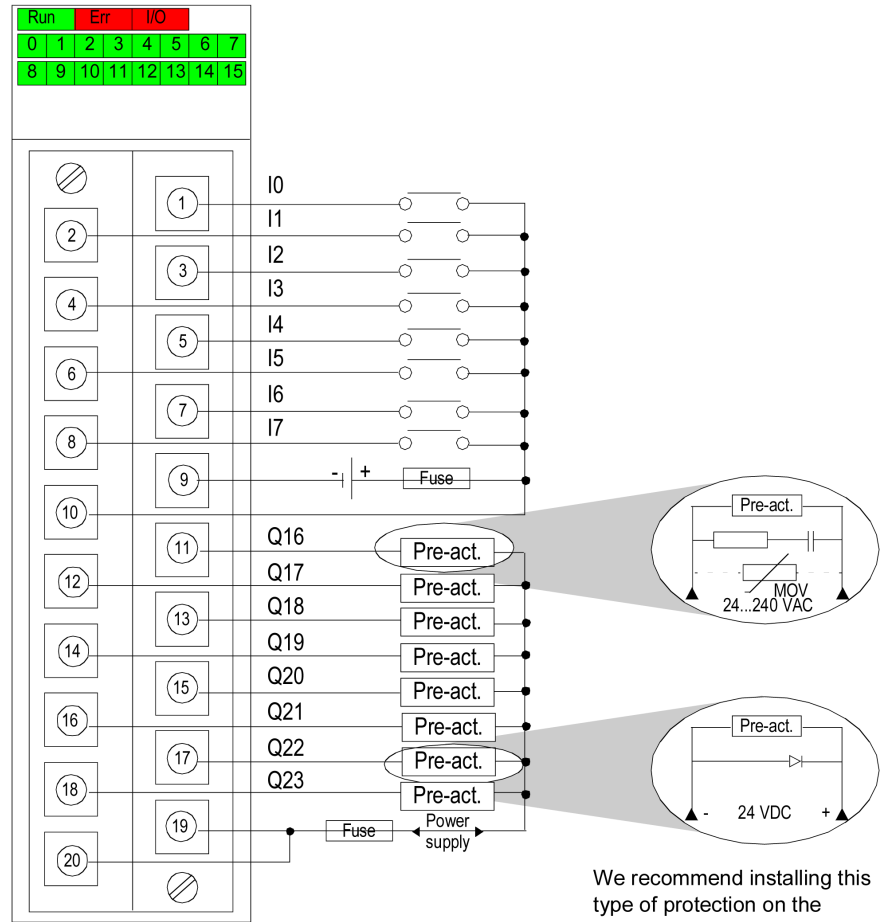 Run Err I/O
0 1 2 3 4 5 6 7
8 9 10 11 12 13 14 15
1 I0
2 I1
3 I2
4 I3
5 I4
6 I5
7 I6
8 I7
9 - + Fuse
10
11 Q16 Pre-act.
12 Q17 Pre-act.
13 Q18 Pre-act.
14 Q19 Pre-act.
15 Q20 Pre-act.
16 Q21 Pre-act.
17 Q22 Pre-act.
18 Q23 Pre-act.
19 Fuse Power
supply
20
Pre-act.
MOV
24...240 VAC
Pre-act.
- 24 VDC +
We recommend installing this
type of protection on the